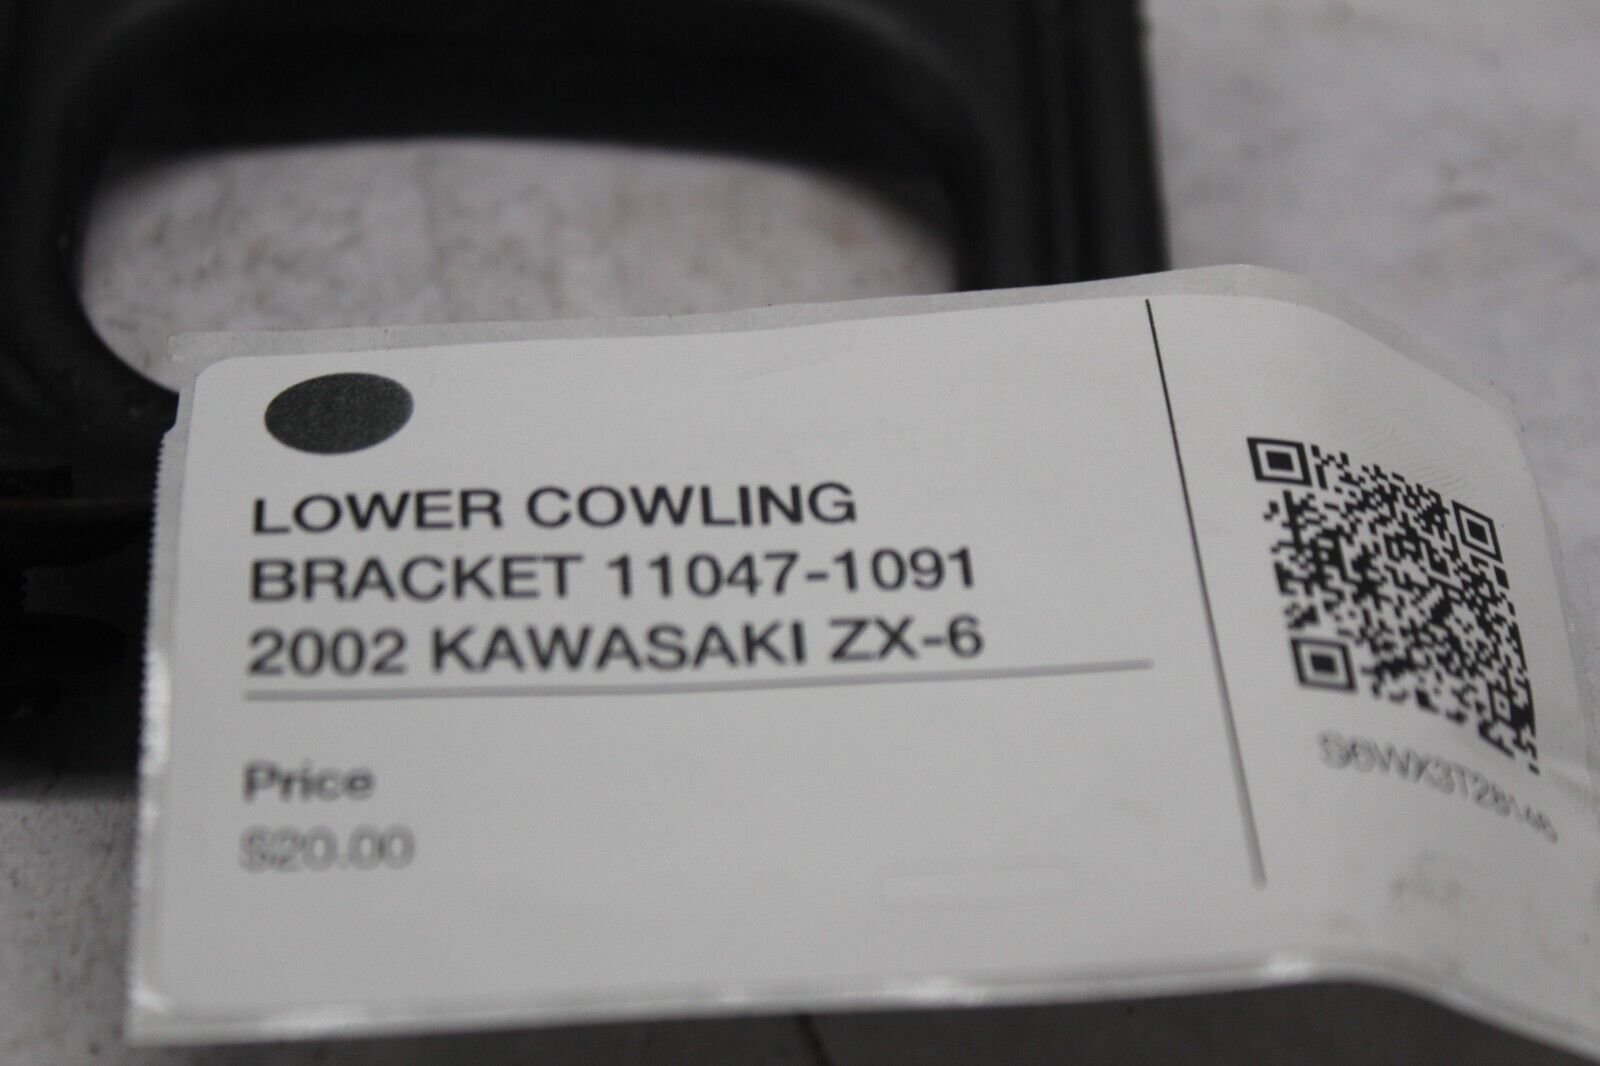 LOWER COWLING
BRACKET 11047-1091
2002 KAWASAKI ZX-6
Price
$20.00